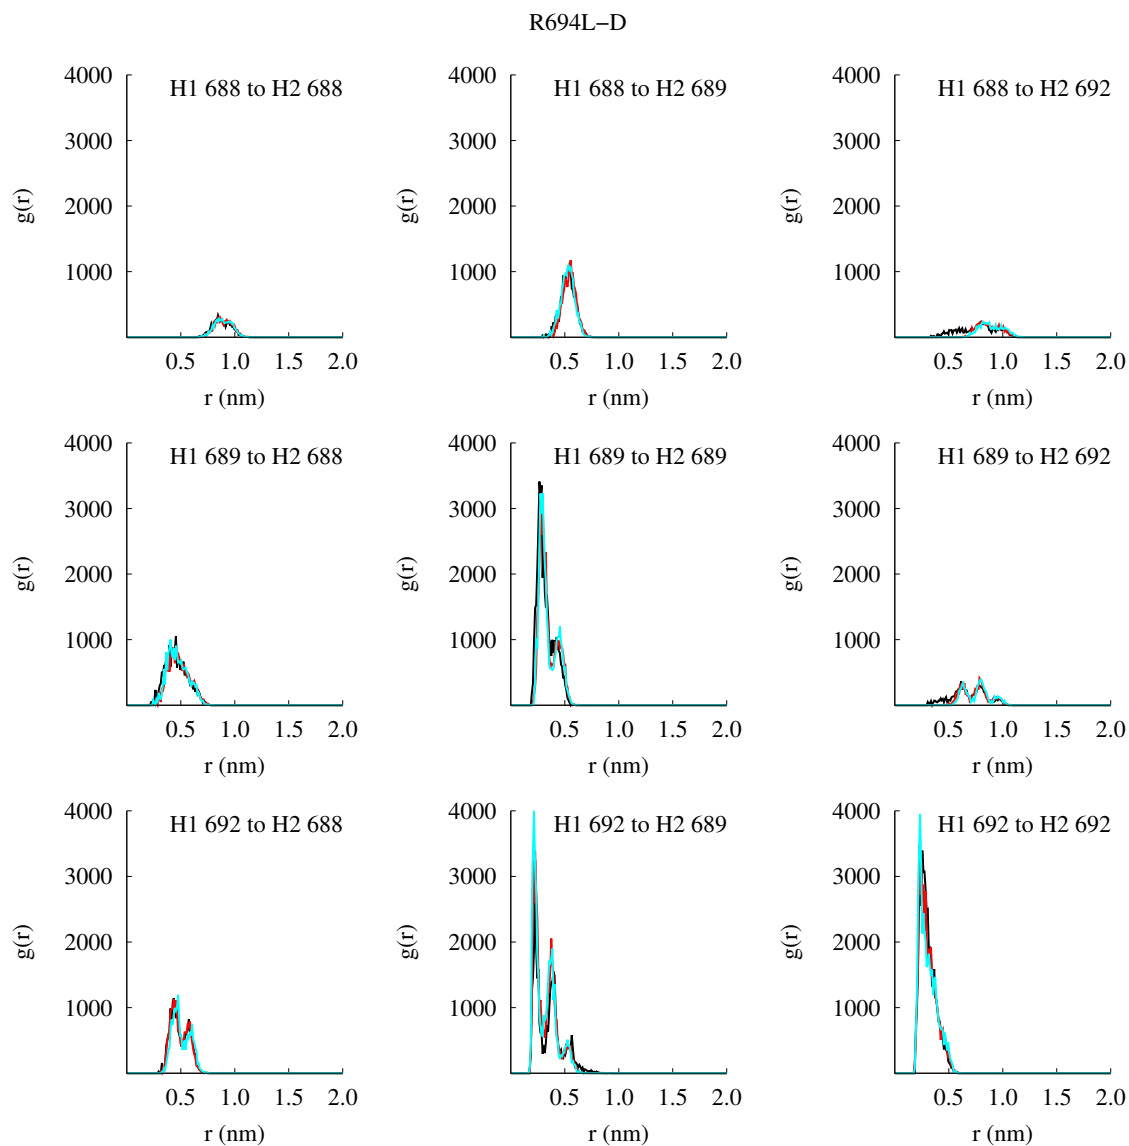 R694L−D
H1 688 to H2 688
4000
3000
2000
1000
g(r)
0.5 1.0 1.5 2.0
r (nm)
H1 688 to H2 689
4000
3000
2000
1000
g(r)
0.5 1.0 1.5 2.0
r (nm)
H1 688 to H2 692
4000
3000
2000
1000
g(r)
0.5 1.0 1.5 2.0
r (nm)
H1 689 to H2 688
4000
3000
2000
1000
g(r)
0.5 1.0 1.5 2.0
r (nm)
H1 689 to H2 689
4000
3000
2000
1000
g(r)
0.5 1.0 1.5 2.0
r (nm)
H1 689 to H2 692
4000
3000
2000
1000
g(r)
0.5 1.0 1.5 2.0
r (nm)
H1 692 to H2 688
4000
3000
2000
1000
g(r)
0.5 1.0 1.5 2.0
r (nm)
H1 692 to H2 689
4000
3000
2000
1000
g(r)
0.5 1.0 1.5 2.0
r (nm)
H1 692 to H2 692
4000
3000
2000
1000
g(r)
0.5 1.0 1.5 2.0
r (nm)